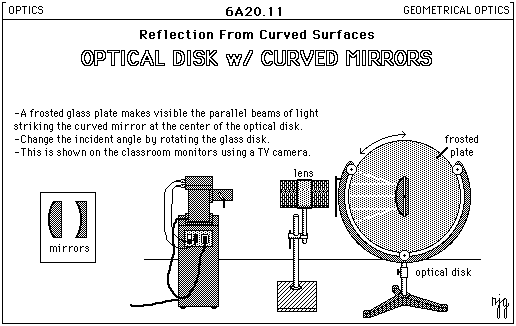 OPTICS 6A20.11 GEOMETRICAL OPTICS
Reflection From Curved Surfaces
OPTICAL DISK w/ CURVED MIRRORS
-A frosted glass plate makes visible the parallel beams of light
striking the curved mirror at the center of the optical disk.
-Change the incident angle by rotating the glass disk.
-This is shown on the classroom monitors using a TV camera.
frosted
plate
lens
mirrors
optical disk